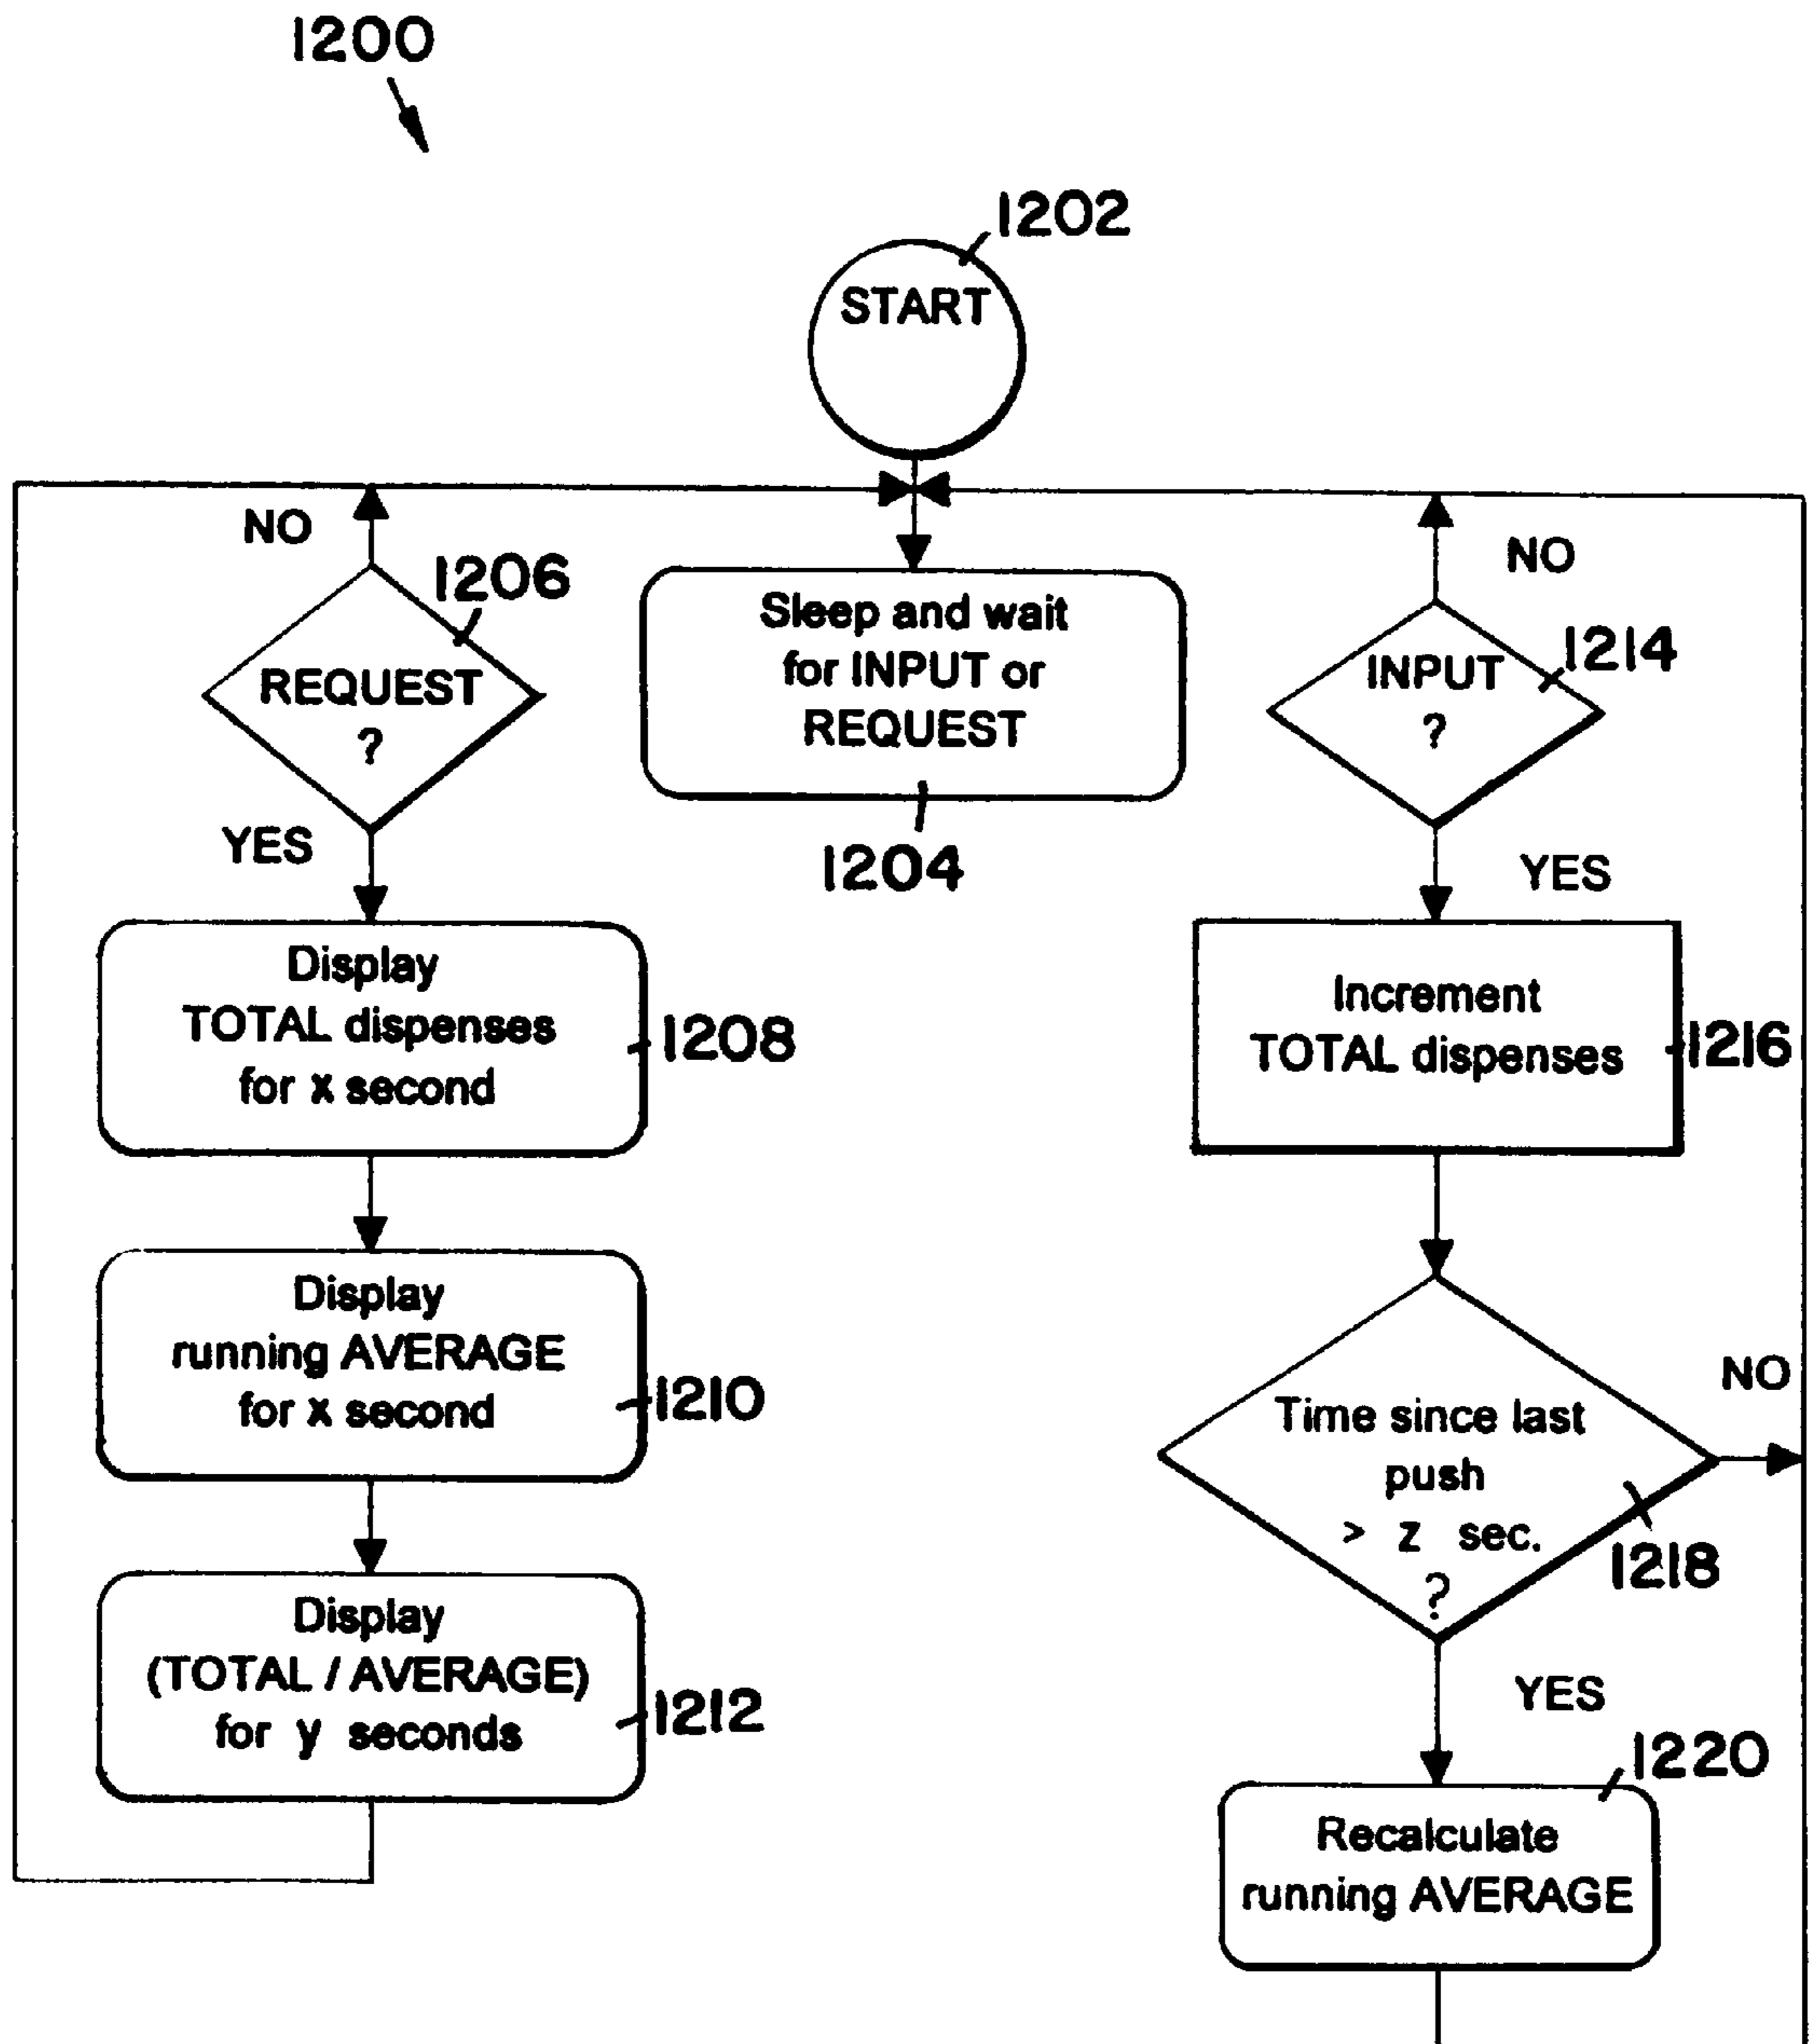 1200
1202
START
NO
1206
REQUEST
?
YES
Sleep and wait
for INPUT or
REQUEST
1204
NO
1214
INPUT
?
YES
Display
TOTAL dispenses
for x second
1208
Increment
TOTAL dispenses
1216
Display
running AVERAGE
for x second
1210
Time since last
push
> z sec.
?
NO
1218
YES
Display
(TOTAL / AVERAGE)
for y seconds
1212
1220
Recalculate
running AVERAGE